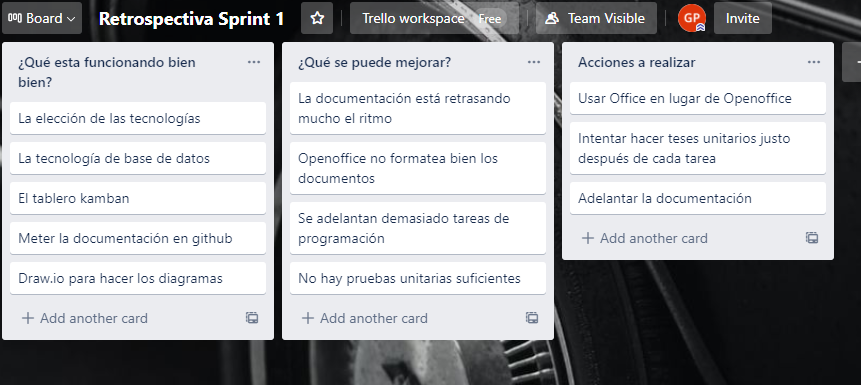 Board
Retrospectiva Sprint 1
Trello workspace Free
Team Visible
GP
Invite
¿Qué esta funcionando bien
bien?
La elección de las tecnologías
La tecnología de base de datos
El tablero kamban
Meter la documentación en github
Draw.io para hacer los diagramas
+ Add another card
¿Qué se puede mejorar?
La documentación está retrasando
mucho el ritmo
Openoffice no formatea bien los
documentos
Se adelantan demasiado tareas de
programación
No hay pruebas unitarias suficientes
+ Add another card
Acciones a realizar
Usar Office en lugar de Openoffice
Intentar hacer teses unitarios justo
después de cada tarea
Adelantar la documentación
+ Add another card